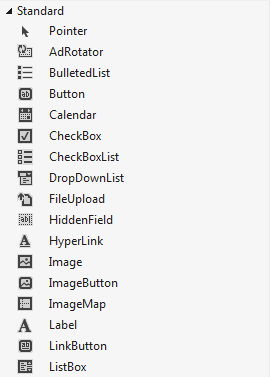 Standard
Pointer
AdRotator
BulletedList
Button
Calendar
CheckBox
CheckBoxList
DropDownList
FileUpload
HiddenField
HyperLink
Image
ImageButton
ImageMap
Label
LinkButton
ListBox